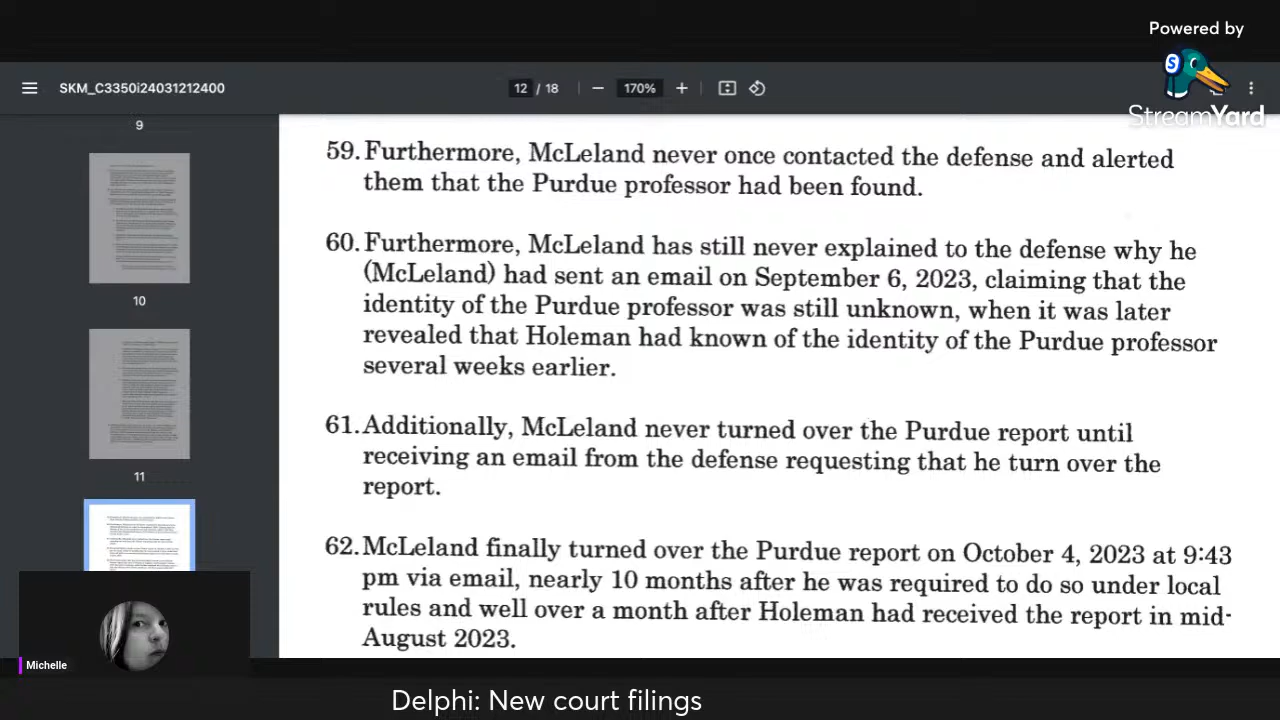 Powered by
StreamYard
SKM_C3350i24031212400
12 / 18
170%
9
10
11
59. Furthermore, McLeland never once contacted the defense and alerted
them that the Purdue professor had been found.
60. Furthermore, McLeland has still never explained to the defense why he
(McLeland) had sent an email on September 6, 2023, claiming that the
identity of the Purdue professor was still unknown, when it was later
revealed that Holeman had known of the identity of the Purdue professor
several weeks earlier.
61. Additionally, McLeland never turned over the Purdue report until
receiving an email from the defense requesting that he turn over the
report.
62. McLeland finally turned over the Purdue report on October 4, 2023 at 9:43
pm via email, nearly 10 months after he was required to do so under local
rules and well over a month after Holeman had received the report in mid-
August 2023.
Michelle
Delphi: New court filings